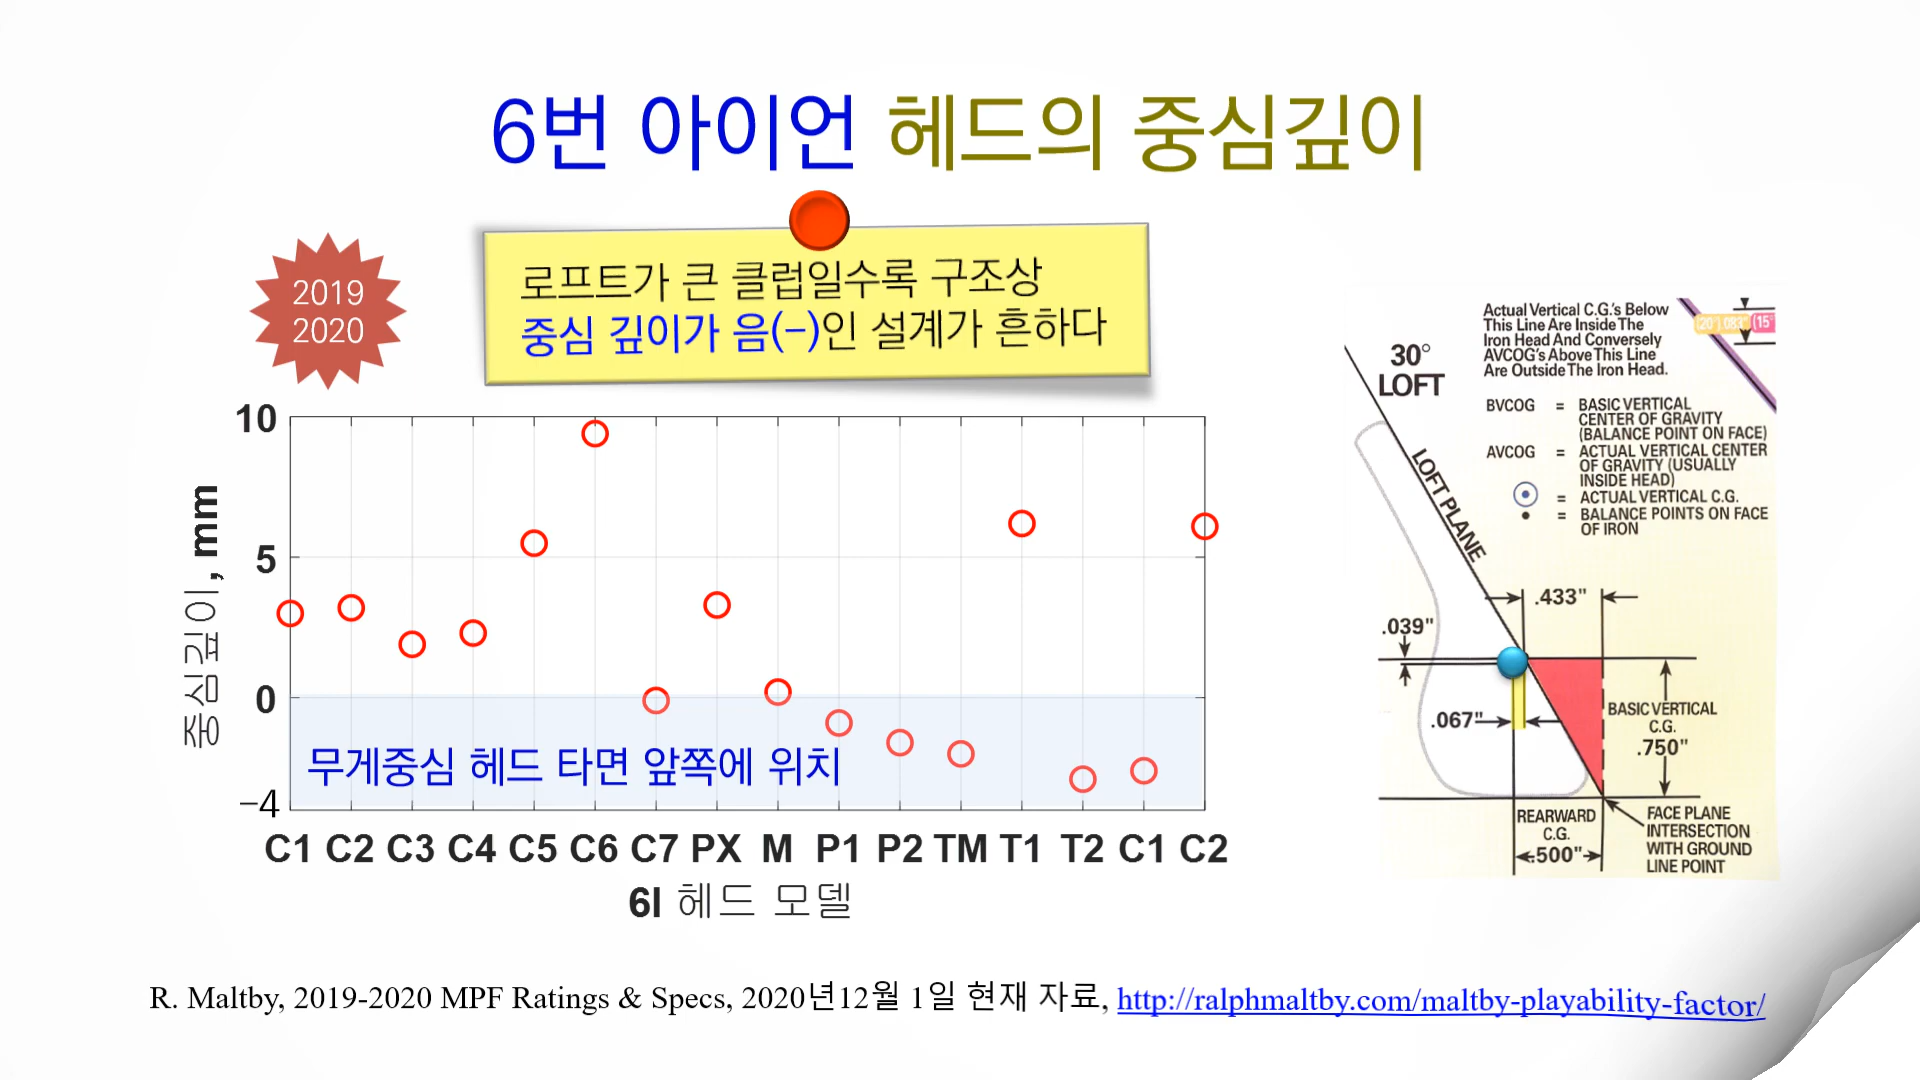 6번 아이언 헤드의 중심깊이
2019
2020
로프트가 큰 클럽일수록 구조상
중심 깊이가 음(−)인 설계가 흔하다
10
5
0
−4
중심깊이, mm
무게중심 헤드 타면 앞쪽에 위치
C1 C2 C3 C4 C5 C6 C7 PX M P1 P2 TM T1 T2 C1 C2
6I 헤드 모델
Actual Vertical C.G.'s Below
This Line Are Inside The
Iron Head And Conversely
AVCOG's Above This Line
Are Outside The Iron Head.
(20°) .083"
(15°
30°
LOFT
BVCOG = BASIC VERTICAL
CENTER OF GRAVITY
(BALANCE POINT ON FACE)
AVCOG = ACTUAL VERTICAL CENTER
OF GRAVITY (USUALLY
INSIDE HEAD)
= ACTUAL VERTICAL C.G.
= BALANCE POINTS ON FACE
OF IRON
LOFT PLANE
.433"
.039"
.067"
BASIC VERTICAL
C.G.
.750"
REARWARD
C.G.
.500"
FACE PLANE
INTERSECTION
WITH GROUND
LINE POINT
R. Maltby, 2019-2020 MPF Ratings & Specs, 2020년12월 1일 현재 자료, http://ralphmaltby.com/maltby-playability-factor/